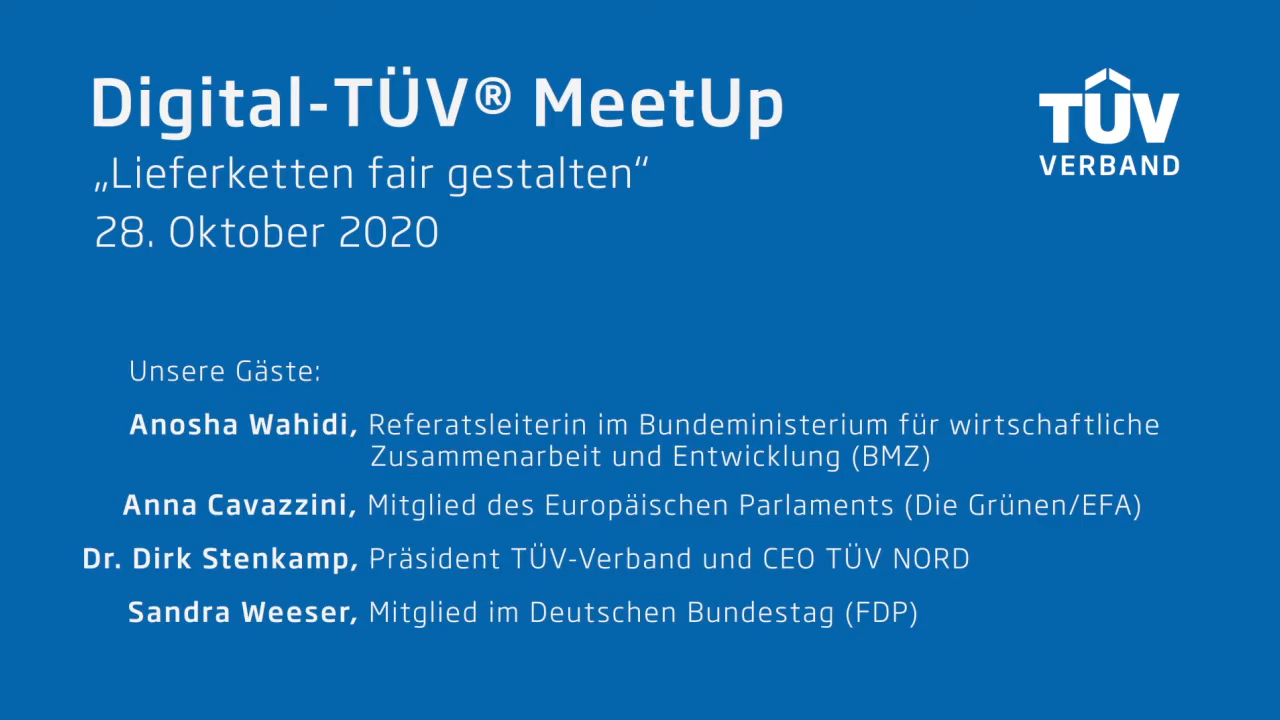 Digital-TÜV® MeetUp
„Lieferketten fair gestalten“
28. Oktober 2020
TÜV
VERBAND
Unsere Gäste:
Anosha Wahidi, Referatsleiterin im Bundeministerium für wirtschaftliche
Zusammenarbeit und Entwicklung (BMZ)
Anna Cavazzini, Mitglied des Europäischen Parlaments (Die Grünen/EFA)
Dr. Dirk Stenkamp, Präsident TÜV-Verband und CEO TÜV NORD
Sandra Weeser, Mitglied im Deutschen Bundestag (FDP)